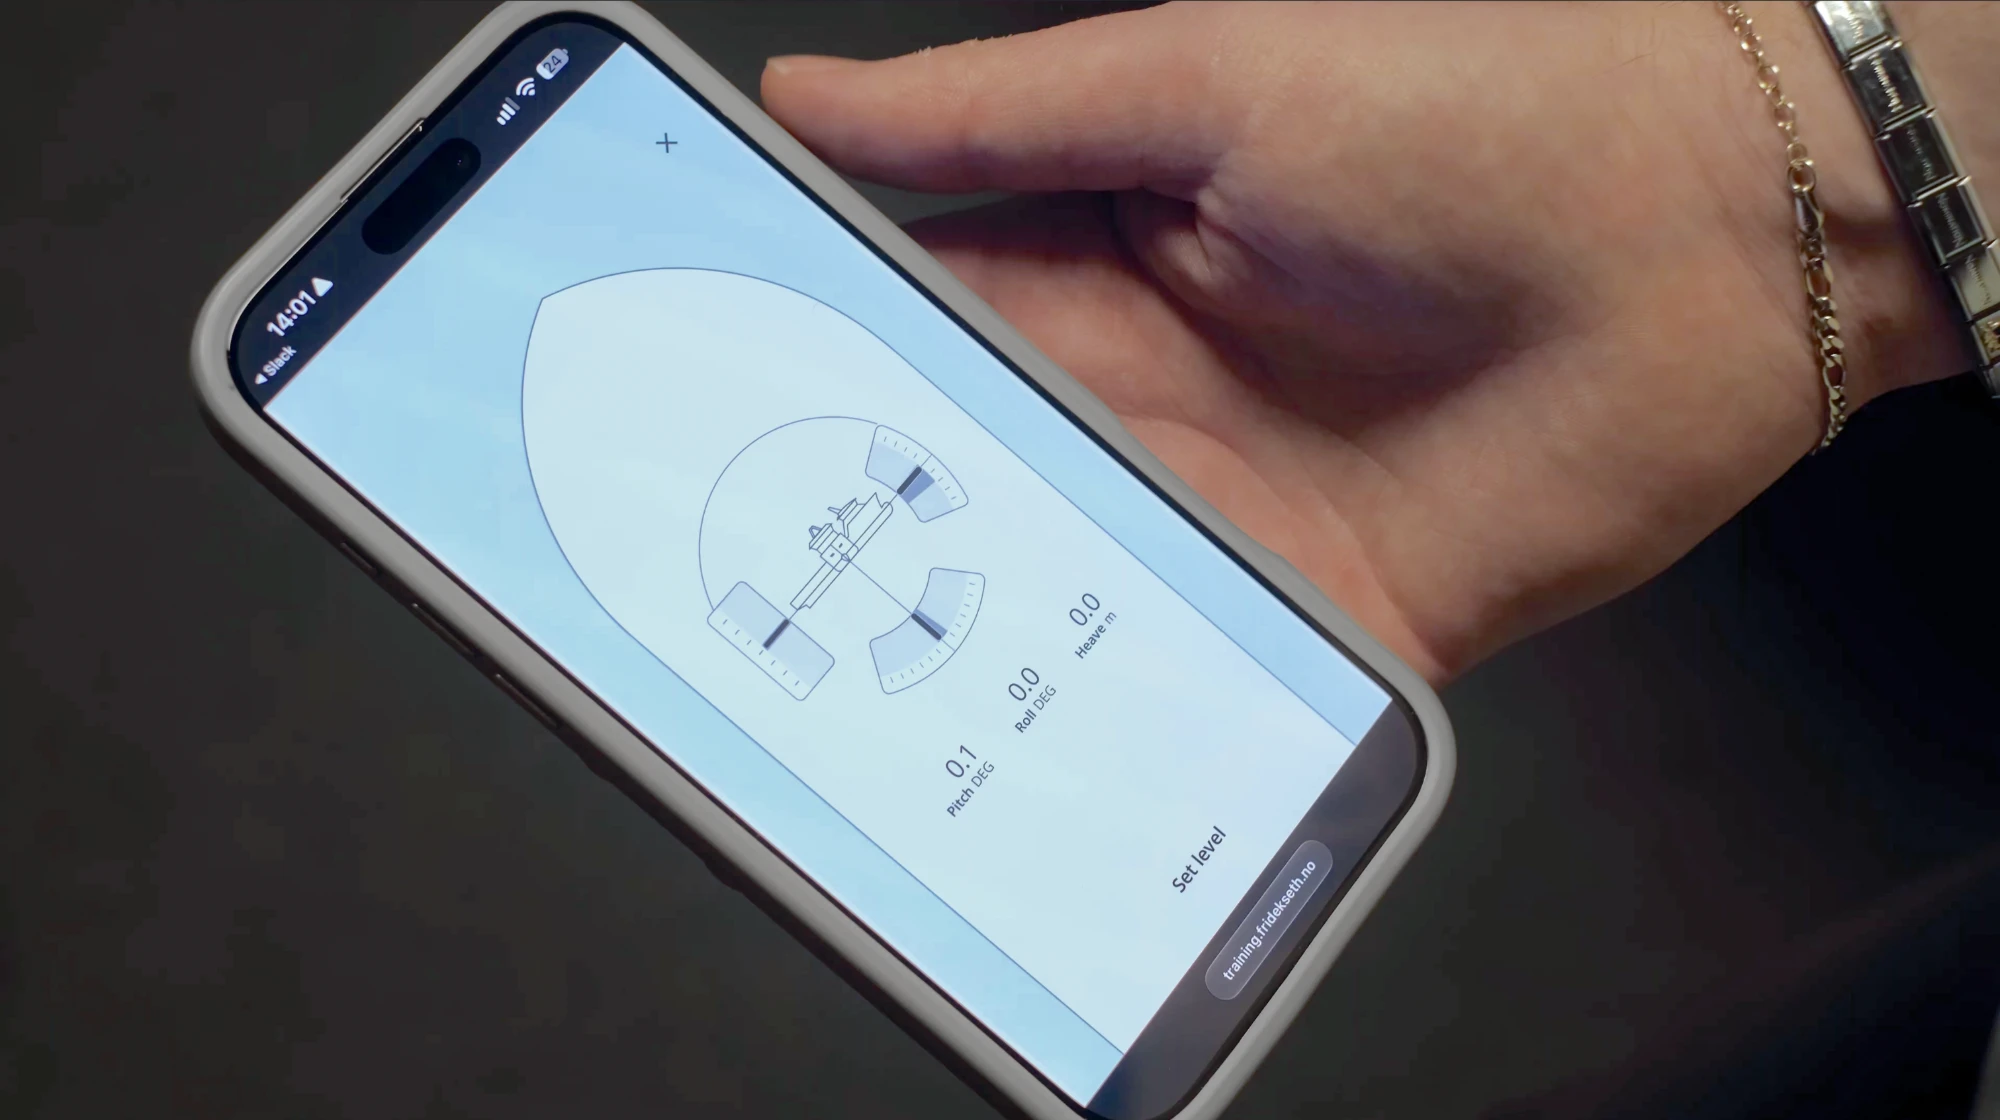 14:01
24
◀ Slack
0.1
Pitch DEG
0.0
Roll DEG
0.0
Heave m
Set level
training.fridekseth.no